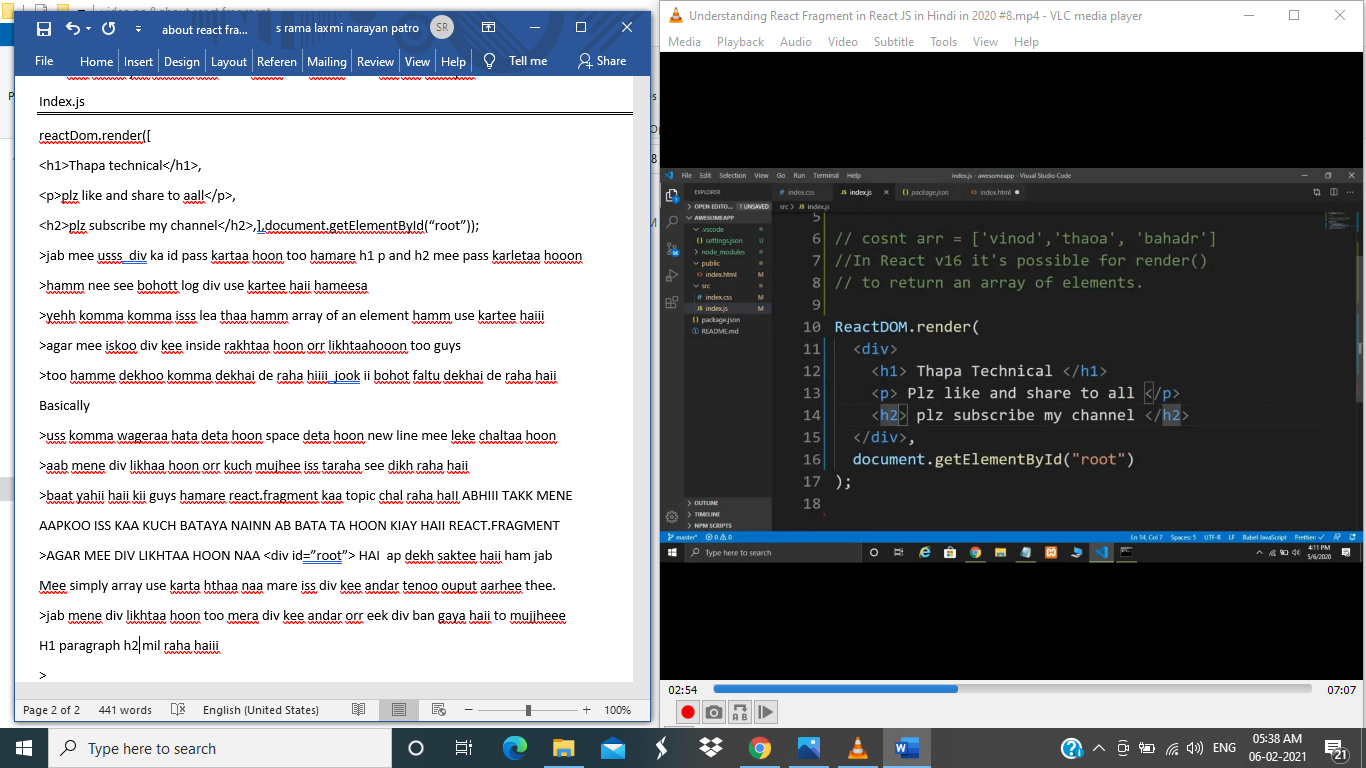 about react fra...
s rama laxmi narayan patro
SR
File Home Insert Design Layout Referen Mailing Review View Help Tell me Share
Index.js
reactDom.render([
<h1>Thapa technical</h1>,
<p>plz like and share to aall</p>,
<h2>plz subscribe my channel</h2>,],document.getElementById(“root”));
>jab mee usss div ka id pass kartaa hoon too hamare h1 p and h2 mee pass karletaa hooon
>hamm nee see bohott log div use kartee haii hameesa
>yehh komma komma isss lea thaa hamm array of an element hamm use kartee haiii
>agar mee iskoo div kee inside rakhtaa hoon orr likhtaahooon too guys
>too hamme dekhoo komma dekhai de raha hiiii jook ii bohot faltu dekhai de raha haii
Basically
>uss komma wageraa hata deta hoon space deta hoon new line mee leke chaltaa hoon
>aab mene div likhaa hoon orr kuch mujhee iss taraha see dikh raha haii
>baat yahii haii kii guys hamare react.fragment kaa topic chal raha haII ABHIII TAKK MENE
AAPKOO ISS KAA KUCH BATAYA NAINN AB BATA TA HOON KIAY HAII REACT.FRAGMENT
>AGAR MEE DIV LIKHTAA HOON NAA <div id=”root”> HAI ap dekh saktee haii ham jab
Mee simply array use karta hthaa naa mare iss div kee andar tenoo ouput aarhee thee.
>jab mene div likhtaa hoon too mera div kee andar orr eek div ban gaya haii to mujjheee
H1 paragraph h2 mil raha haiii
>
Page 2 of 2 441 words English (United States) 100%
Understanding React Fragment in React JS in Hindi in 2020 #8.mp4 - VLC media player
Media Playback Audio Video Subtitle Tools View Help
File Edit Selection View Go Run Terminal Help
index.js - awesomeapp - Visual Studio Code
EXPLORER
index.css index.js package.json index.html
OPEN EDITO... 1 UNSAVED
src > index.js
AWESOMEAPP
.vscode
settings.json U
node_modules
public
index.html M
src
index.css M
index.js M
package.json
README.md
OUTLINE
TIMELINE
NPM SCRIPTS
5
6 // cosnt arr = ['vinod','thaoa', 'bahadr']
7 //In React v16 it's possible for render()
8 // to return an array of elements.
9
10 ReactDOM.render(
11 <div>
12 <h1> Thapa Technical </h1>
13 <p> Plz like and share to all </p>
14 <h2> plz subscribe my channel </h2>
15 </div>,
16 document.getElementById("root")
17 );
18
master* 0 0 Ln 14, Col 7 Spaces: 5 UTF-8 LF Babel JavaScript Prettier
Type here to search
4:11 PM
5/6/2020
02:54 07:07
Type here to search
ENG
05:38 AM
06-02-2021
21